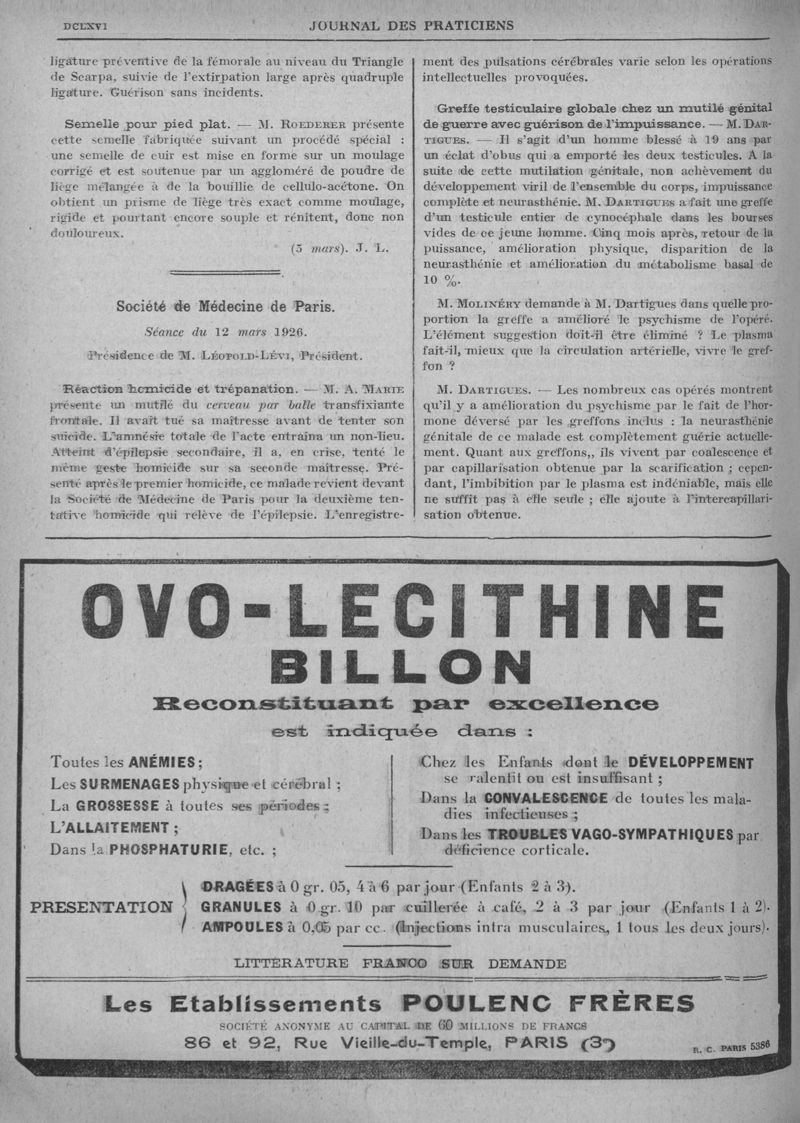 DCLXVI
JOURNAL DES PRATICIENS
ligature préventive de la fémorale au niveau du Triangle
de Scarpa, suivie de l'extirpation large après quadruple
ligature. Guérison sans incidents.
Semelle pour pied plat. — M. ROEDERER présente
cette semelle fabriquée suivant un procédé spécial :
une semelle de cuir est mise en forme sur un moulage
corrigé et est soutenue par un aggloméré de poudre de
liège mélangée à de la bouillie de cellulo-acétone. On
obtient un prisme de liège très exact comme moulage,
rigide et pourtant encore souple et rénitent, donc non
douloureux.
(5 mars). J. L.
Société de Médecine de Paris.
Séance du 12 mars 1926.
Présidence de M. LÉOPOLD-LÉVI, Président.
Réaction homicide et trépanation. — M. A. MARIE
présente un mutilé du cerveau par balle transfixiante
frontale. Il avait tué sa maîtresse avant de tenter son
suicide. L'amnésie totale de l'acte entraîna un non-lieu.
Atteint d'épilepsie secondaire, il a, en crise, tenté le
même geste homicide sur sa seconde maîtresse. Pré-
senté après le premier homicide, ce malade revient devant
la Société de Médecine de Paris pour la deuxième ten-
tative homicide qui relève de l'épilepsie. L'enregistre-
ment des pulsations cérébrales varie selon les opérations
intellectuelles provoquées.
Greffe testiculaire globale chez un mutilé génital
de guerre avec guérison de l'impuissance. — M. DAR-
TIGUES. — Il s'agit d'un homme blessé à 19 ans par
un éclat d'obus qui a emporté les deux testicules. A la
suite de cette mutilation génitale, non achèvement du
développement viril de l'ensemble du corps, impuissance
complète et neurasthénie. M. DARTIGUES a fait une greffe
d'un testicule entier de cynocéphale dans les bourses
vides de ce jeune homme. Cinq mois après, retour de la
puissance, amélioration physique, disparition de la
neurasthénie et amélioration du métabolisme basal de
10 %.
M. MOLINÉRY demande à M. Dartigues dans quelle pro-
portion la greffe a amélioré le psychisme de l'opéré.
L'élément suggestion doit-il être éliminé ? Le plasma
fait-il, mieux que la circulation artérielle, vivre le gref-
fon ?
M. DARTIGUES. — Les nombreux cas opérés montrent
qu'il y a amélioration du psychisme par le fait de l'hor-
mone déversé par les greffons inclus : la neurasthénie
génitale de ce malade est complètement guérie actuelle-
ment. Quant aux greffons,, ils vivent par coalescence et
par capillarisation obtenue par la scarification ; cepen-
dant, l'imbibition par le plasma est indéniable, mais elle
ne suffit pas à elle seule ; elle ajoute à l'intercapillari-
sation obtenue.
OVO-LECITHINE
BILLON
Reconstituant par excellence
est indiquée dans :
Toutes les ANÉMIES ;
Les SURMENAGES physique et cérébral ;
La GROSSESSE à toutes ses périodes ;
L'ALLAITEMENT ;
Dans la PHOSPHATURIE, etc. ;
Chez les Enfants dont le DÉVELOPPEMENT
se ralentit ou est insuffisant ;
Dans la CONVALESCENCE de toutes les mala-
dies infectieuses ;
Dans les TROUBLES VAGO-SYMPATHIQUES par
déficience corticale.
PRESENTATION
DRAGÉES à 0 gr. 05, 4 à 6 par jour (Enfants 2 à 3).
GRANULES à 0 gr. 10 par cuillerée à café, 2 à 3 par jour (Enfants 1 à 2).
AMPOULES à 0,05 par cc. (Injections intra musculaires, 1 tous les deux jours).
LITTÉRATURE FRANCO SUR DEMANDE
Les Etablissements POULENC FRÈRES
SOCIÉTÉ ANONYME AU CAPITAL DE 60 MILLIONS DE FRANCS
86 et 92, Rue Vieille-du-Temple, PARIS (3e)
R. C. PARIS 5386